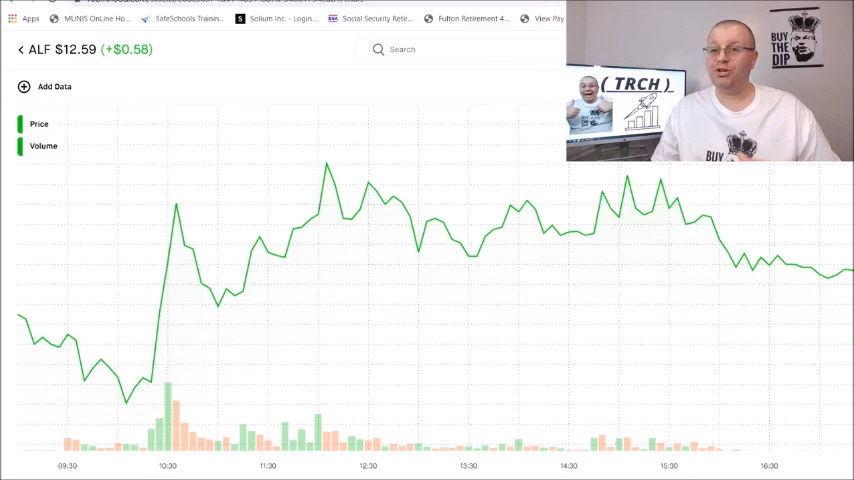 Apps
MUNIS OnLine Ho...
SafeSchools Trainin...
Solium Inc. - Login...
Social Security Retir...
Fulton Retirement 4...
View Pay
ALF $12.59 (+$0.58)
Search
Add Data
Price
Volume
BUY
THE
DIP
( TRCH )
BUY
09:30
10:30
11:30
12:30
13:30
14:30
15:30
16:30